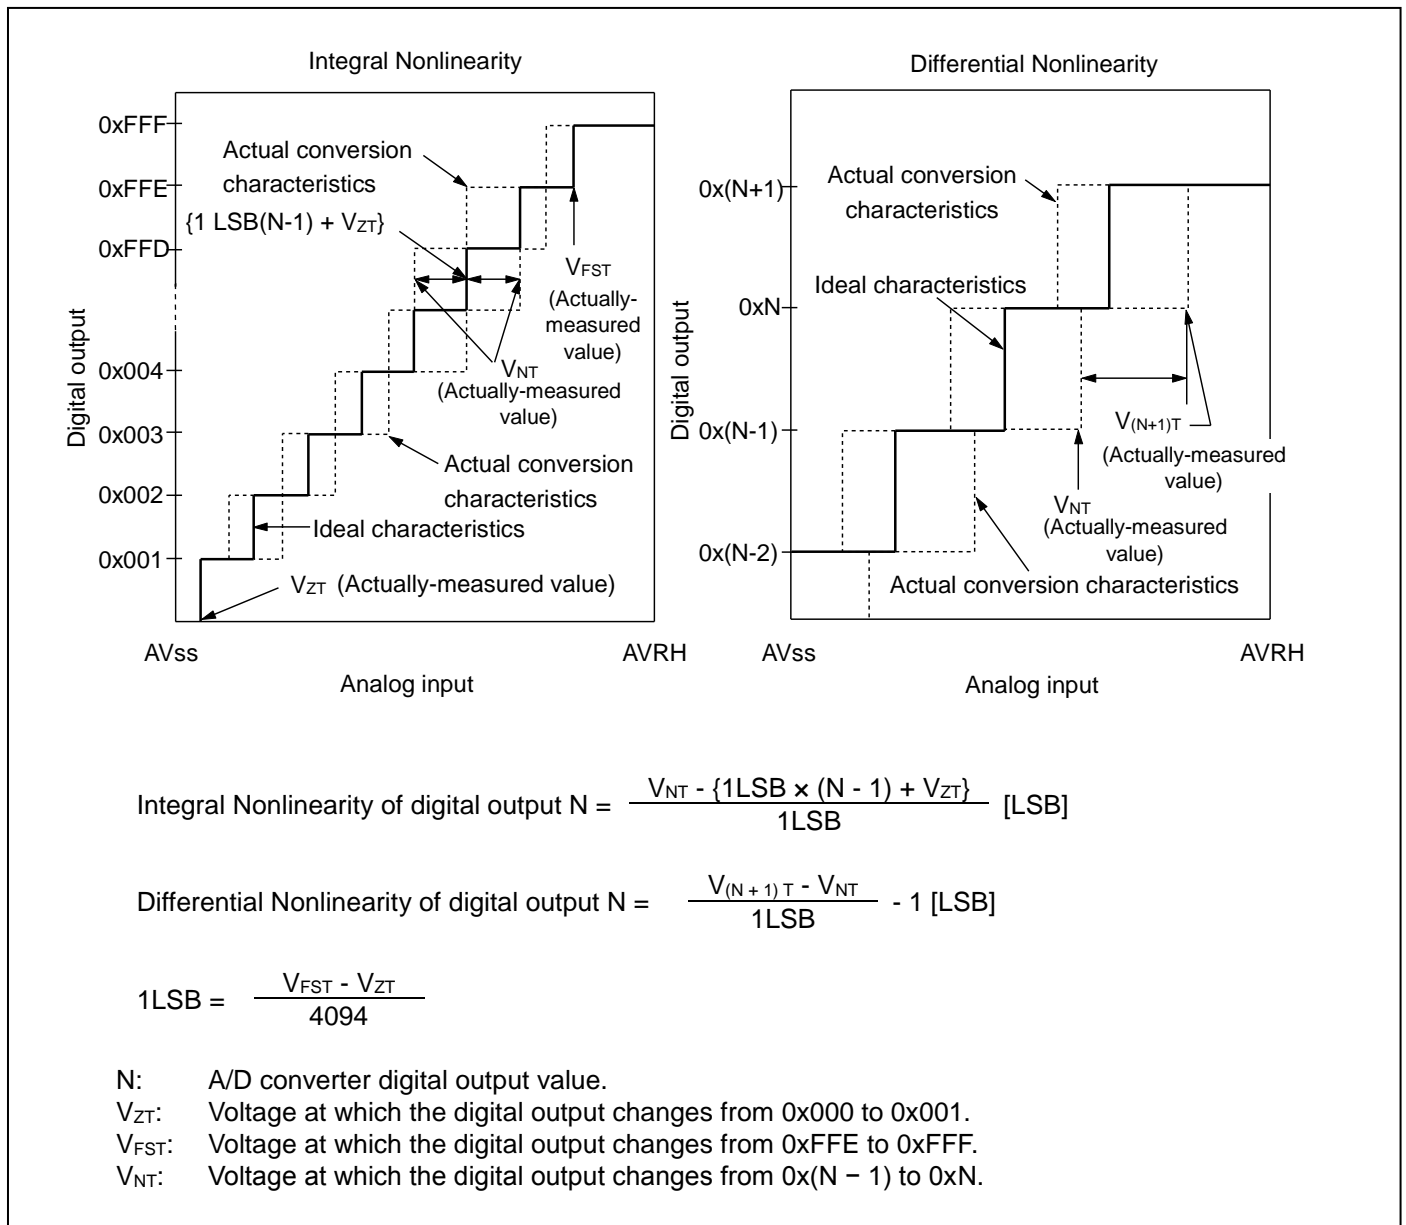 Integral Nonlinearity
0xFFF
0xFFE
0xFFD
0x004
0x003
0x002
0x001
Digital output
Actual conversion
characteristics
{1 LSB(N-1) + VZT}
VFST
(Actually-
measured
value)
VNT
(Actually-measured
value)
Actual conversion
characteristics
Ideal characteristics
VZT (Actually-measured value)
AVss
AVRH
Analog input
Differential Nonlinearity
0x(N+1)
0xN
0x(N-1)
0x(N-2)
Digital output
Actual conversion
characteristics
Ideal characteristics
V(N+1)T
(Actually-measured
value)
VNT
(Actually-measured
value)
Actual conversion characteristics
AVss
AVRH
Analog input
Integral Nonlinearity of digital output N = VNT - {1LSB × (N - 1) + VZT} / 1LSB [LSB]
Differential Nonlinearity of digital output N = V(N + 1) T - VNT / 1LSB - 1 [LSB]
1LSB = VFST - VZT / 4094
N: A/D converter digital output value.
VZT: Voltage at which the digital output changes from 0x000 to 0x001.
VFST: Voltage at which the digital output changes from 0xFFE to 0xFFF.
VNT: Voltage at which the digital output changes from 0x(N − 1) to 0xN.